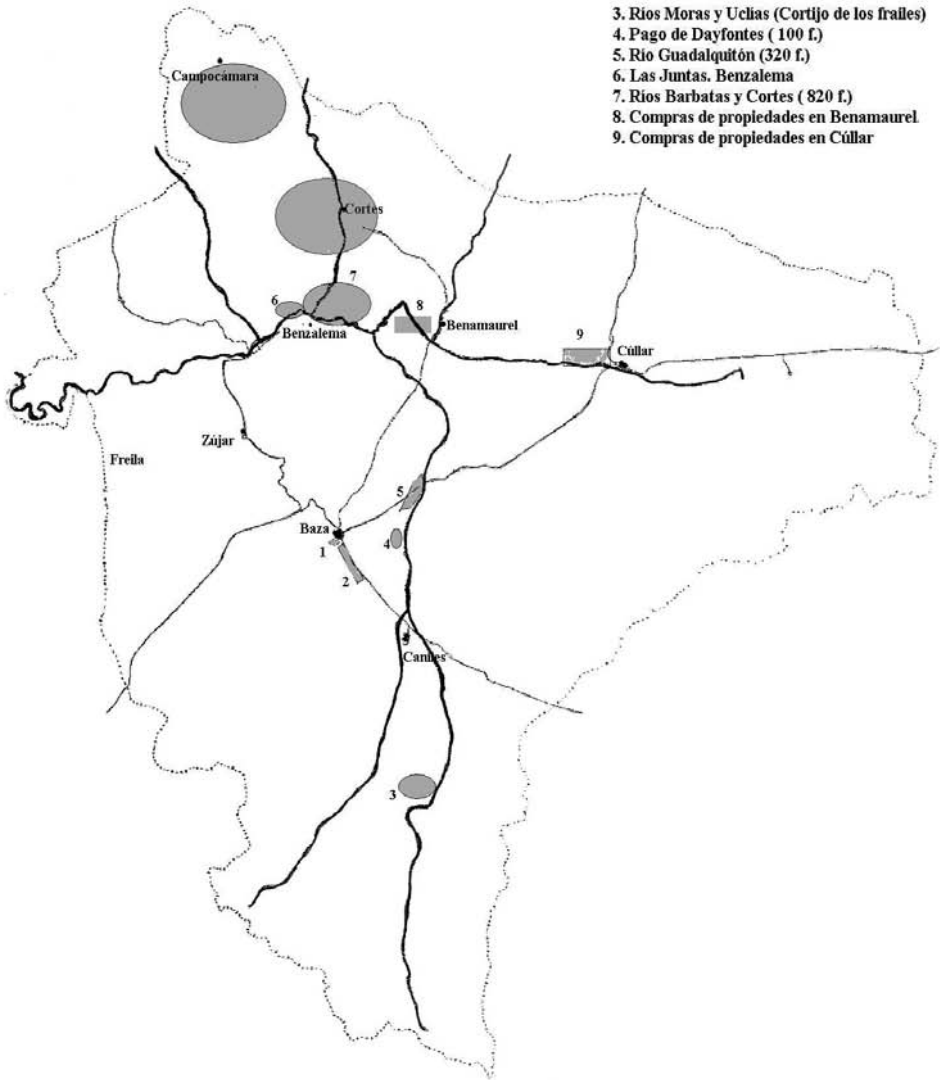 3. Ríos Moras y Uclías (Cortijo de los frailes)
4. Pago de Dayfontes ( 100 f.)
5. Río Guadalquitón (320 f.)
6. Las Juntas. Benzalema
7. Ríos Barbatas y Cortes ( 820 f.)
8. Compras de propiedades en Benamaurel
9. Compras de propiedades en Cúllar
Campocámara
Cortes
7
6
8
Benzalema
Benamaurel
9
Cúllar
Zújar
Freila
5
Baza
1
4
2
Caniles
3